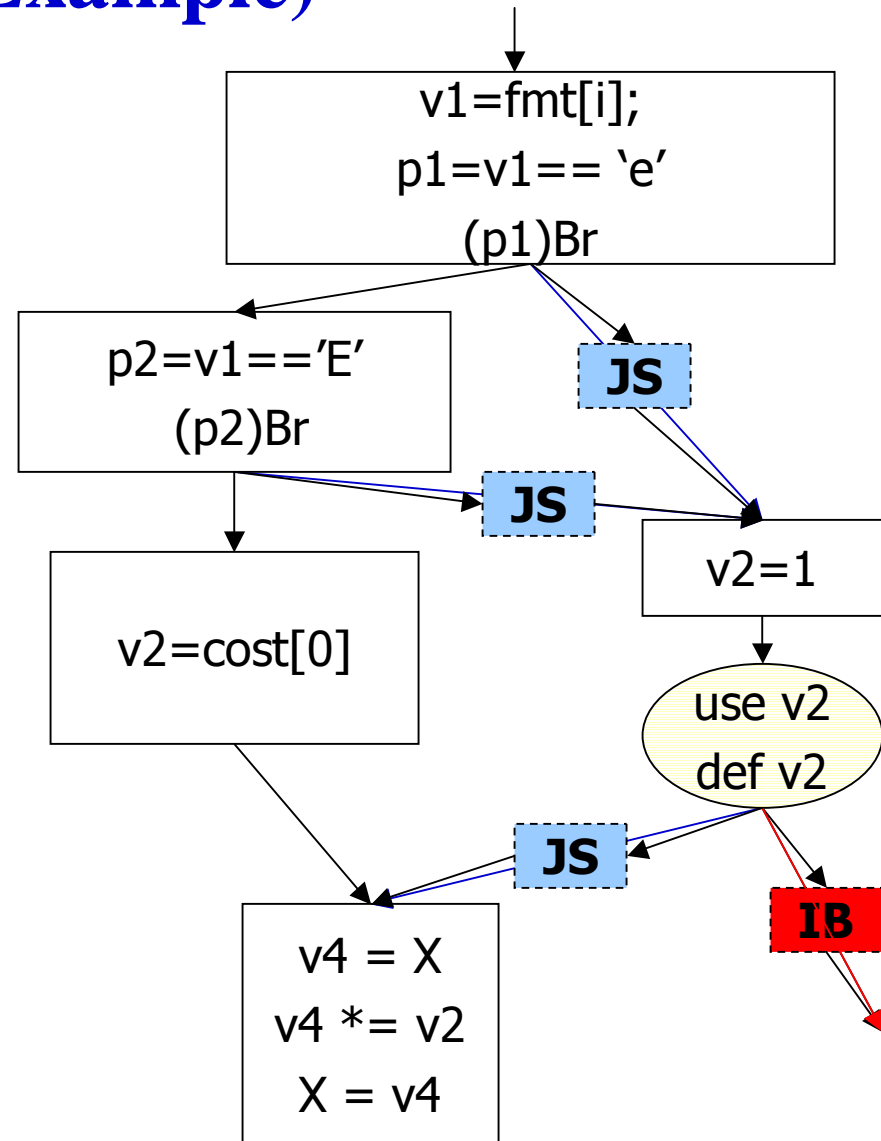 Example)
v1=fmt[i];
p1=v1== ‘e’
(p1)Br
p2=v1==’E’
(p2)Br
JS
JS
v2=1
v2=cost[0]
use v2
def v2
JS
IB
v4 = X
v4 *= v2
X = v4